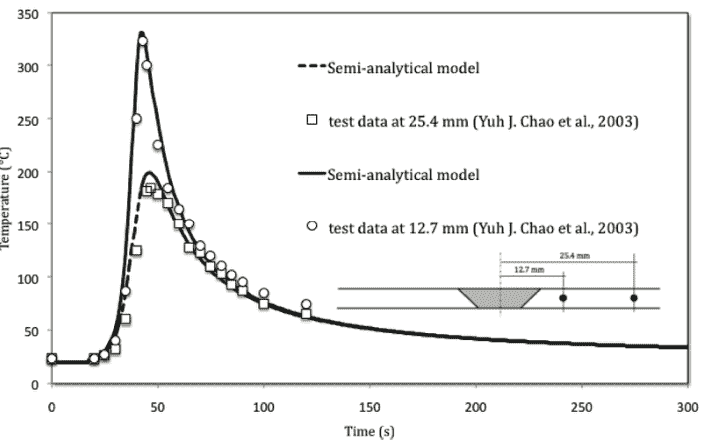 350
300
250
200
150
100
50
0
Temperature (°C)
Semi-analytical model
test data at 25.4 mm (Yuh J. Chao et al., 2003)
Semi-analytical model
test data at 12.7 mm (Yuh J. Chao et al., 2003)
25.4 mm
12.7 mm
0 50 100 150 200 250 300
Time (s)